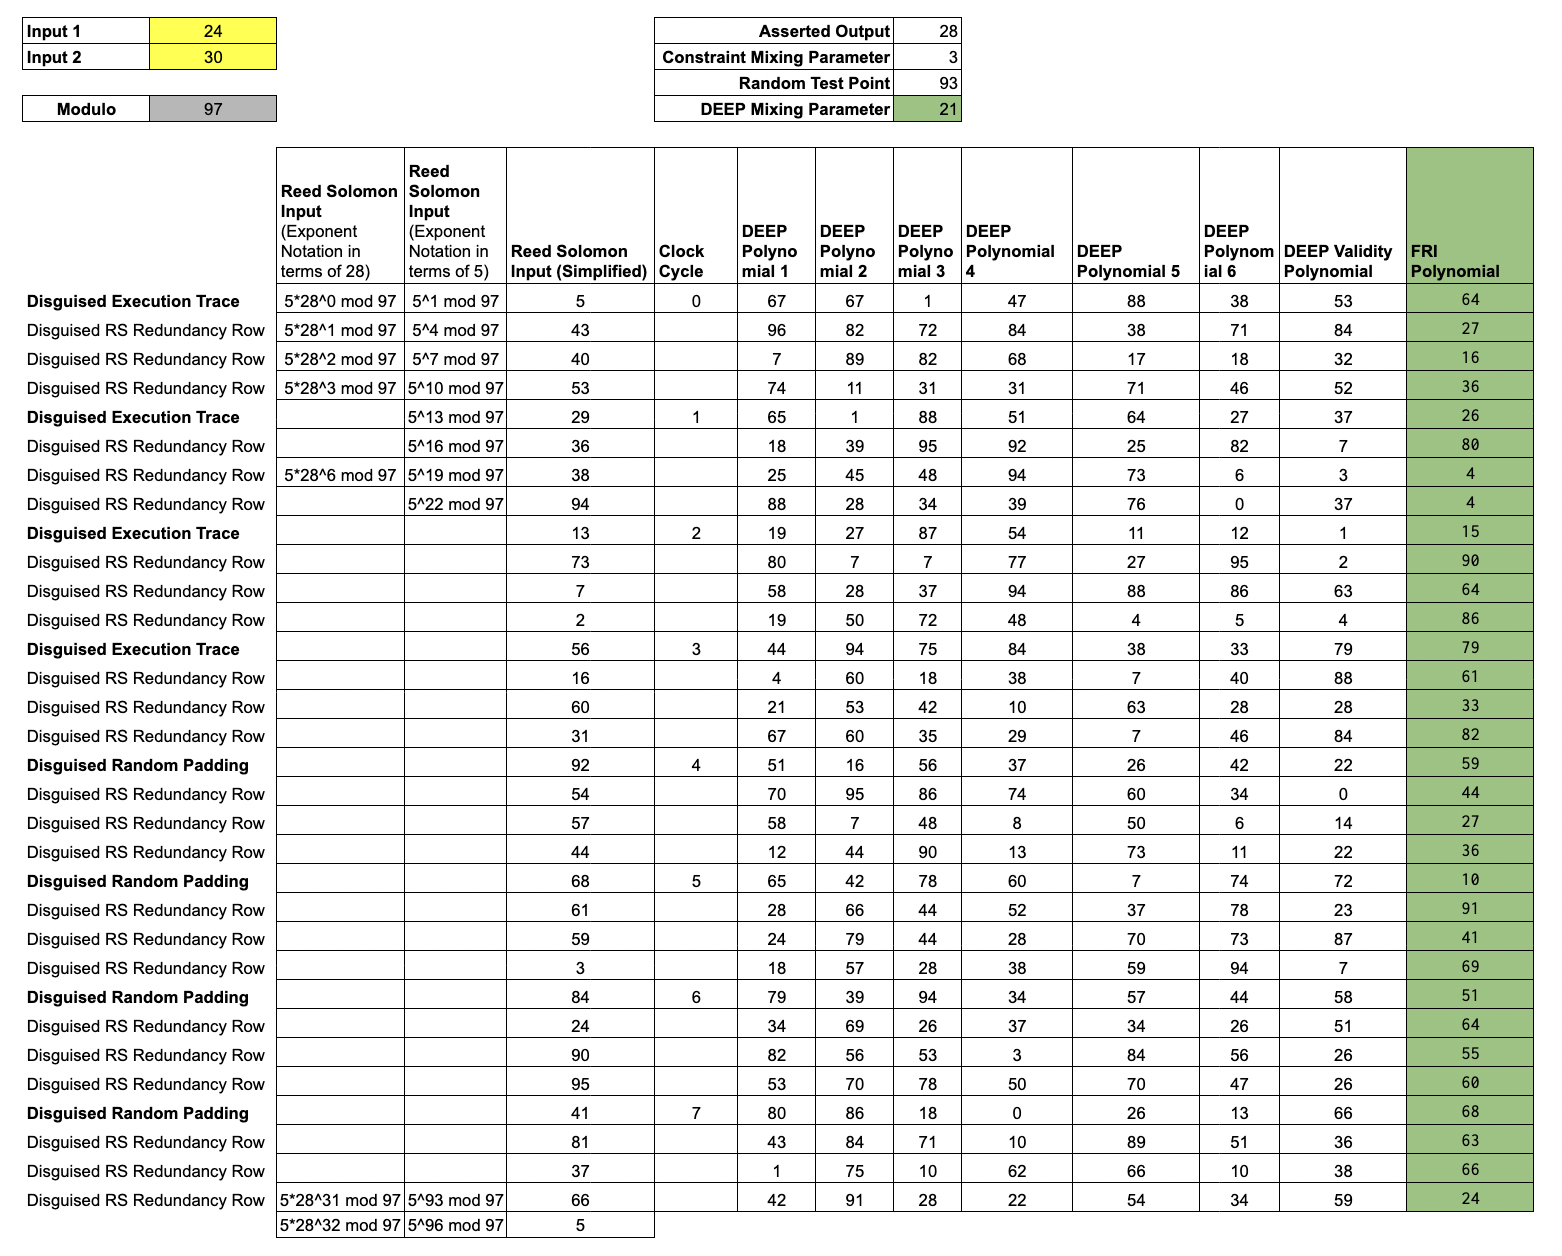 Input 1 24
Input 2 30
Modulo 97
Asserted Output 28
Constraint Mixing Parameter 3
Random Test Point 93
DEEP Mixing Parameter 21
Reed Solomon Input (Exponent Notation in terms of 28) Reed Solomon Input (Exponent Notation in terms of 5) Reed Solomon Input (Simplified) Clock Cycle DEEP Polyno mial 1 DEEP Polyno mial 2 DEEP Polyno mial 3 DEEP Polynomial 4 DEEP Polynomial 5 DEEP Polynom ial 6 DEEP Validity Polynomial FRI Polynomial
Disguised Execution Trace 5*28^0 mod 97 5^1 mod 97 5 0 67 67 1 47 88 38 53 64
Disguised RS Redundancy Row 5*28^1 mod 97 5^4 mod 97 43 96 82 72 84 38 71 84 27
Disguised RS Redundancy Row 5*28^2 mod 97 5^7 mod 97 40 7 89 82 68 17 18 32 16
Disguised RS Redundancy Row 5*28^3 mod 97 5^10 mod 97 53 74 11 31 31 71 46 52 36
Disguised Execution Trace 5^13 mod 97 29 1 65 1 88 51 64 27 37 26
Disguised RS Redundancy Row 5^16 mod 97 36 18 39 95 92 25 82 7 80
Disguised RS Redundancy Row 5*28^6 mod 97 5^19 mod 97 38 25 45 48 94 73 6 3 4
Disguised RS Redundancy Row 5^22 mod 97 94 88 28 34 39 76 0 37 4
Disguised Execution Trace 13 2 19 27 87 54 11 12 1 15
Disguised RS Redundancy Row 73 80 7 7 77 27 95 2 90
Disguised RS Redundancy Row 7 58 28 37 94 88 86 63 64
Disguised RS Redundancy Row 2 19 50 72 48 4 5 4 86
Disguised Execution Trace 56 3 44 94 75 84 38 33 79 79
Disguised RS Redundancy Row 16 4 60 18 38 7 40 88 61
Disguised RS Redundancy Row 60 21 53 42 10 63 28 28 33
Disguised RS Redundancy Row 31 67 60 35 29 7 46 84 82
Disguised Random Padding 92 4 51 16 56 37 26 42 22 59
Disguised RS Redundancy Row 54 70 95 86 74 60 34 0 44
Disguised RS Redundancy Row 57 58 7 48 8 50 6 14 27
Disguised RS Redundancy Row 44 12 44 90 13 73 11 22 36
Disguised Random Padding 68 5 65 42 78 60 7 74 72 10
Disguised RS Redundancy Row 61 28 66 44 52 37 78 23 91
Disguised RS Redundancy Row 59 24 79 44 28 70 73 87 41
Disguised RS Redundancy Row 3 18 57 28 38 59 94 7 69
Disguised Random Padding 84 6 79 39 94 34 57 44 58 51
Disguised RS Redundancy Row 24 34 69 26 37 34 26 51 64
Disguised RS Redundancy Row 90 82 56 53 3 84 56 26 55
Disguised RS Redundancy Row 95 53 70 78 50 70 47 26 60
Disguised Random Padding 41 7 80 86 18 0 26 13 66 68
Disguised RS Redundancy Row 81 43 84 71 10 89 51 36 63
Disguised RS Redundancy Row 37 1 75 10 62 66 10 38 66
Disguised RS Redundancy Row 5*28^31 mod 97 5^93 mod 97 66 42 91 28 22 54 34 59 24
5*28^32 mod 97 5^96 mod 97 5